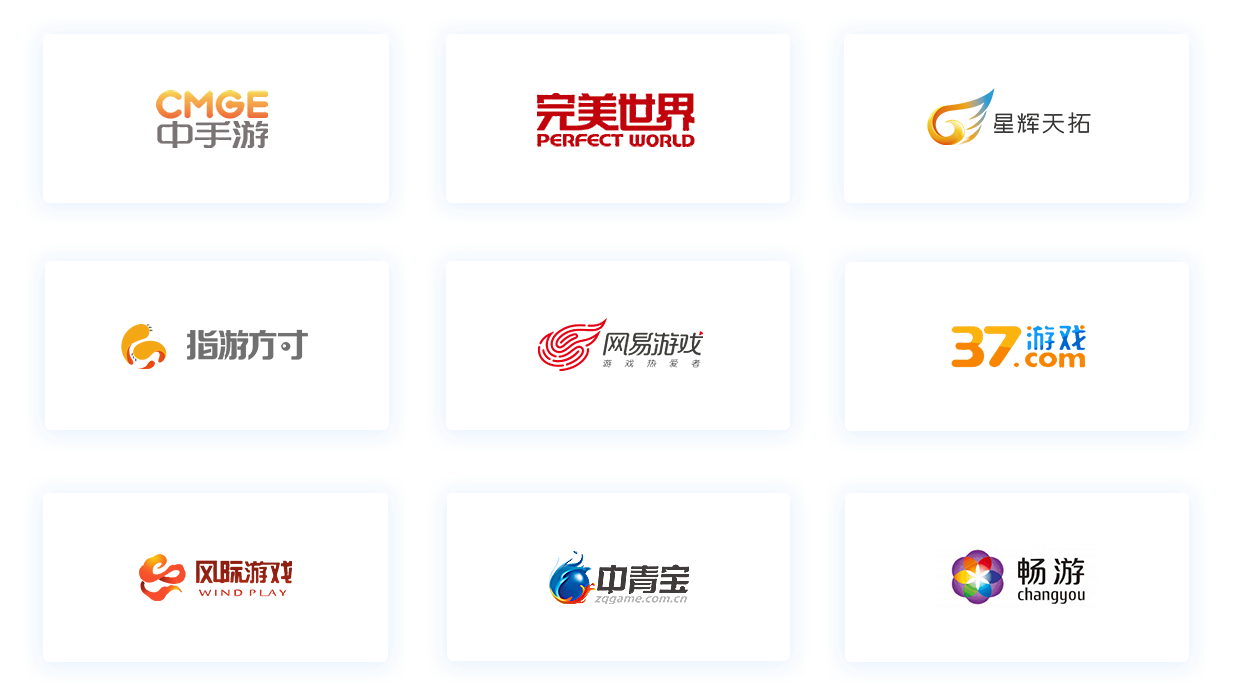 CMGE
中手游
完美世界
PERFECT WORLD
星辉天拓
指游方寸
网易游戏
游戏热爱者
37游戏
.com
风际游戏
WIND PLAY
中青宝
zqgame.com.cn
畅游
changyou